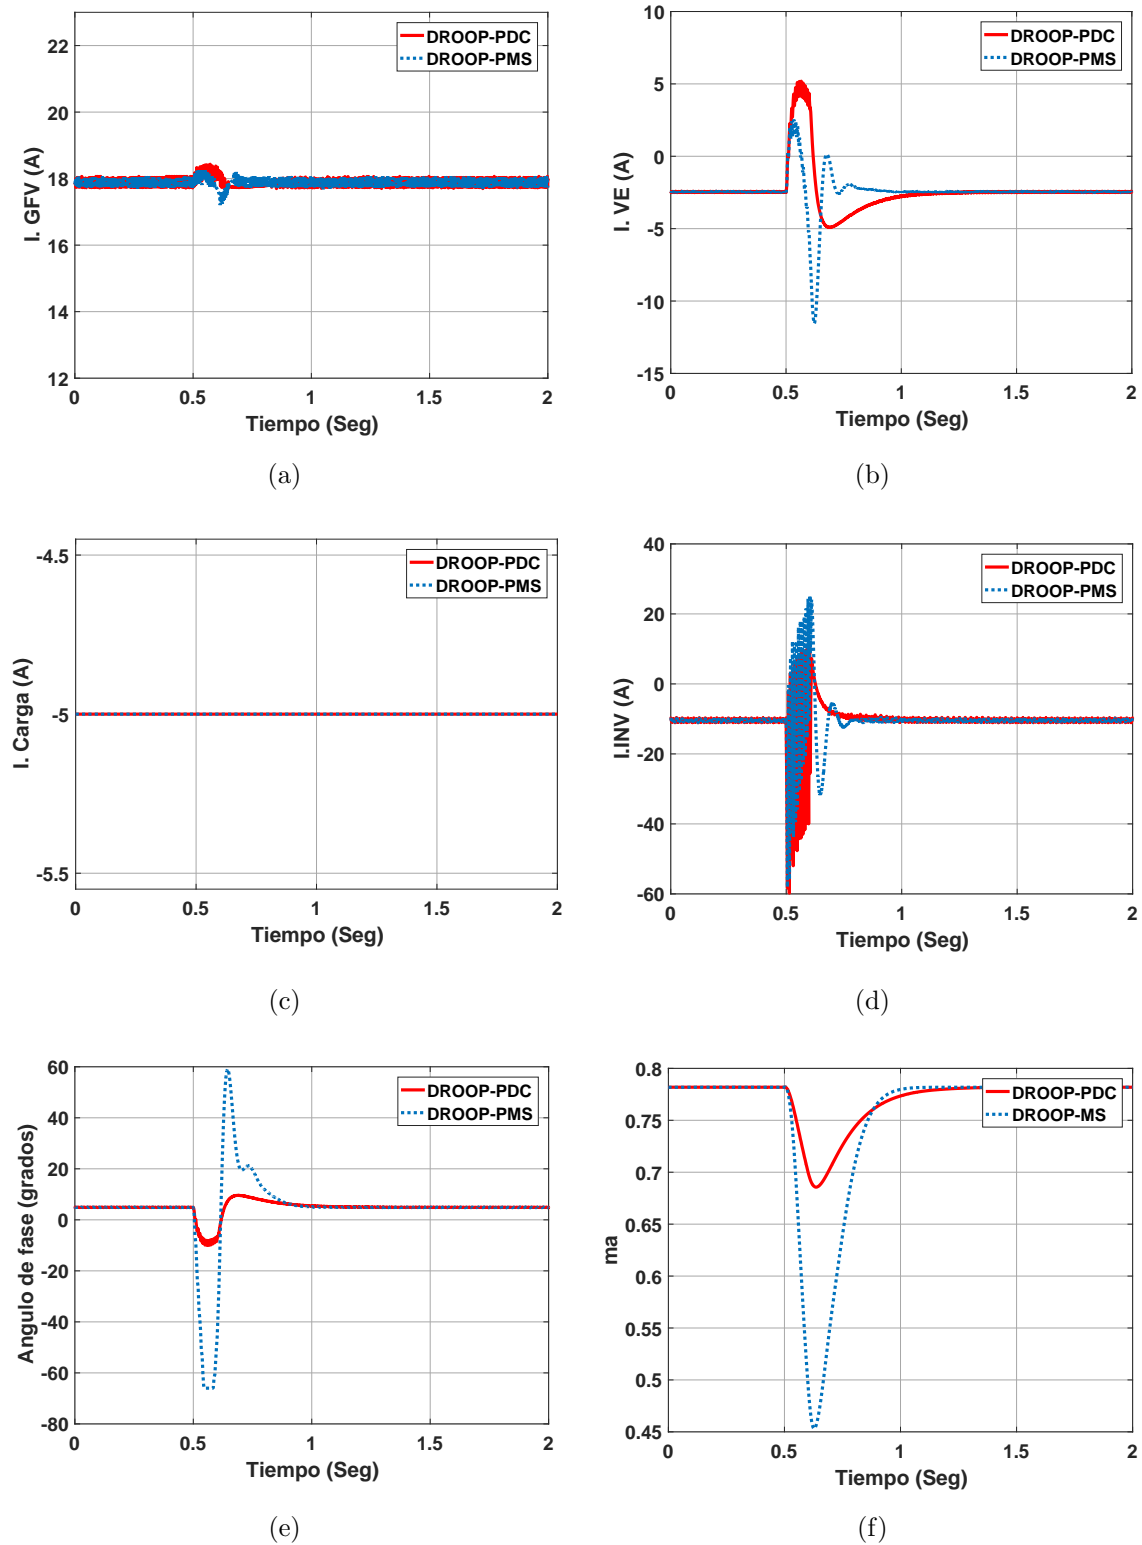 22
20
18
16
14
12
I. GFV (A)
0 0.5 1 1.5 2
Tiempo (Seg)
DROOP-PDC
DROOP-PMS
(a)
10
5
0
-5
-10
-15
I. VE (A)
0 0.5 1 1.5 2
Tiempo (Seg)
DROOP-PDC
DROOP-PMS
(b)
-4.5
-5
-5.5
I. Carga (A)
0 0.5 1 1.5 2
Tiempo (Seg)
DROOP-PDC
DROOP-PMS
(c)
40
20
0
-20
-40
-60
I.INV (A)
0 0.5 1 1.5 2
Tiempo (Seg)
DROOP-PDC
DROOP-PMS
(d)
60
40
20
0
-20
-40
-60
-80
Angulo de fase (grados)
0 0.5 1 1.5 2
Tiempo (Seg)
DROOP-PDC
DROOP-PMS
(e)
0.8
0.75
0.7
0.65
0.6
0.55
0.5
0.45
ma
0 0.5 1 1.5 2
Tiempo (Seg)
DROOP-PDC
DROOP-MS
(f)